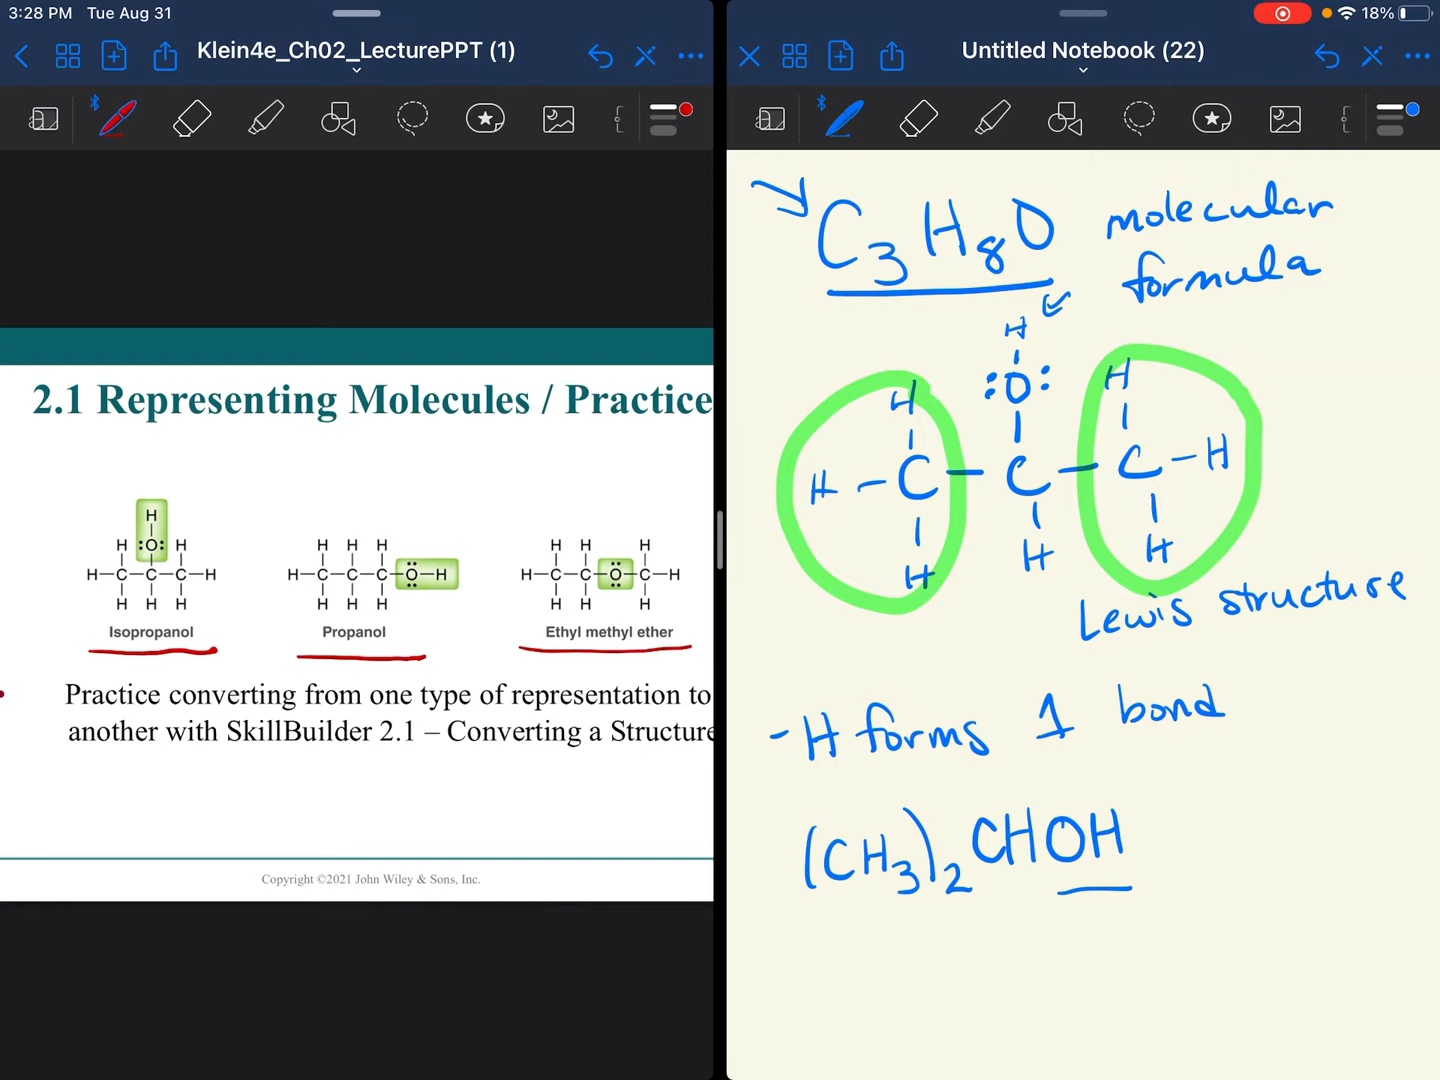 3:28 PM Tue Aug 31
18%
Klein4e_Ch02_LecturePPT (1)
Untitled Notebook (22)
2.1 Representing Molecules / Practice
H
H :O: H
H-C-C-C-H
H H H
Isopropanol
H H H
H-C-C-C-O-H
H H H
Propanol
H H H
H-C-C-O-C-H
H H H
Ethyl methyl ether
• Practice converting from one type of representation to
another with SkillBuilder 2.1 – Converting a Structure
Copyright ©2021 John Wiley & Sons, Inc.
C3H8O molecular
formula
H
H :O: H
H-C-C-C-H
H H H
Lewis structure
- H forms 1 bond
(CH3)2CHOH